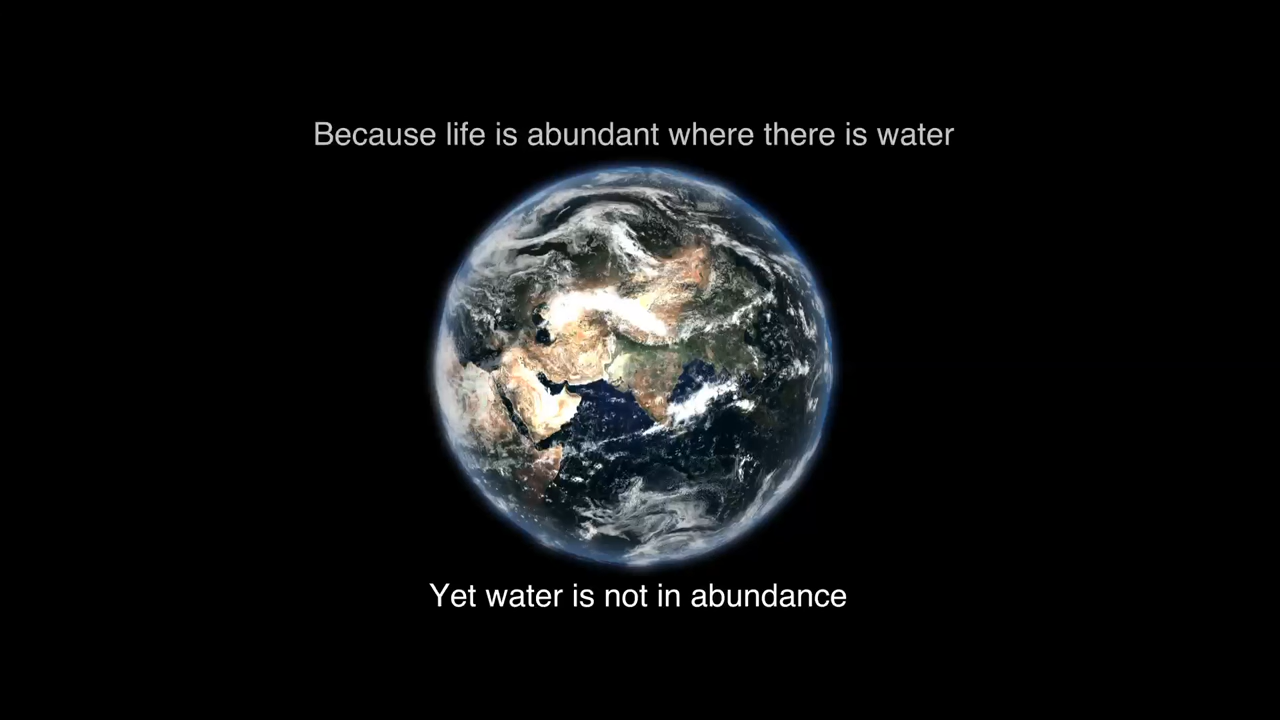 Because life is abundant where there is water
Yet water is not in abundance